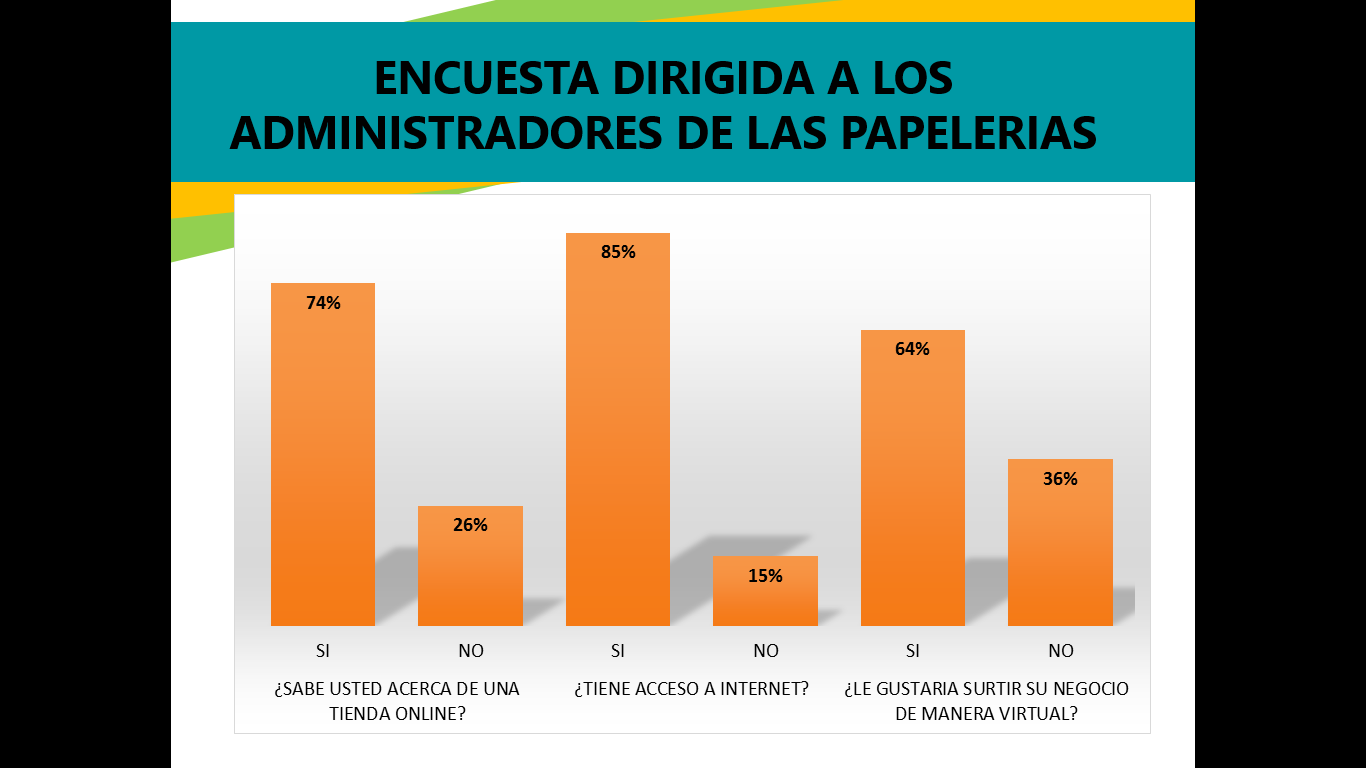 ENCUESTA DIRIGIDA A LOS
ADMINISTRADORES DE LAS PAPELERIAS
74%
26%
85%
15%
64%
36%
SI
NO
SI
NO
SI
NO
¿SABE USTED ACERCA DE UNA
TIENDA ONLINE?
¿TIENE ACCESO A INTERNET?
¿LE GUSTARIA SURTIR SU NEGOCIO
DE MANERA VIRTUAL?